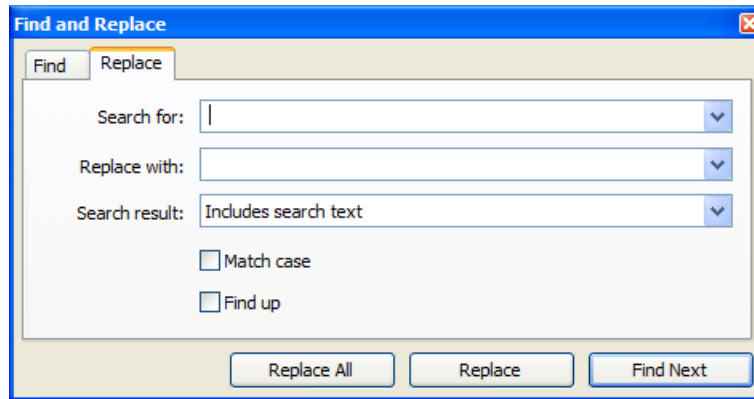 Find and Replace
Find Replace
Search for:
Replace with:
Search result: Includes search text
Match case
Find up
Replace All Replace Find Next